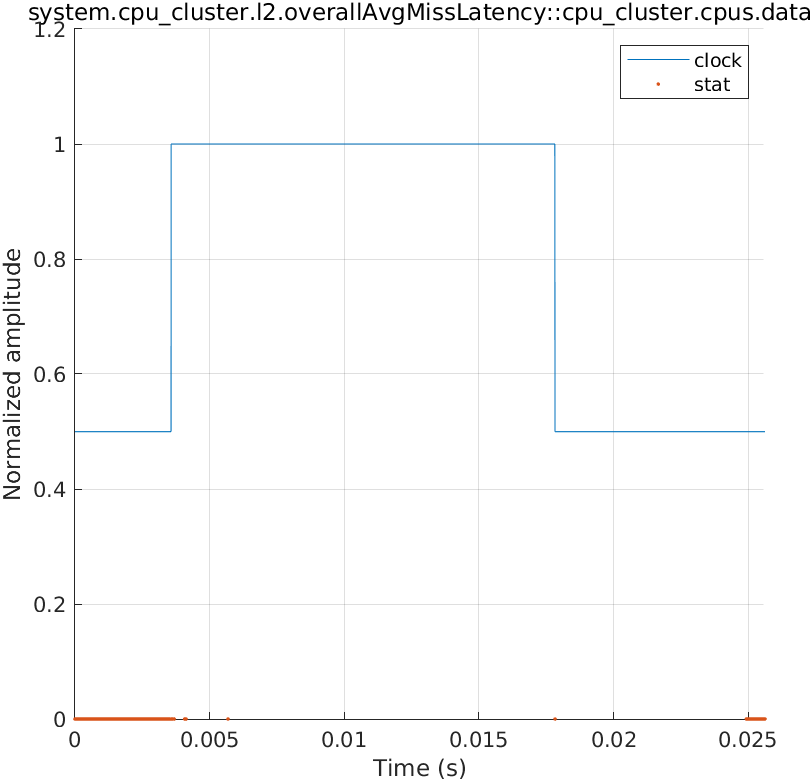 system.cpu_cluster.l2.overallAvgMissLatency::cpu_cluster.cpus.data
1.2
clock
stat
1
0.8
Normalized amplitude
0.6
0.4
0.2
0
0
0.005
0.01
0.015
0.02
0.025
Time (s)